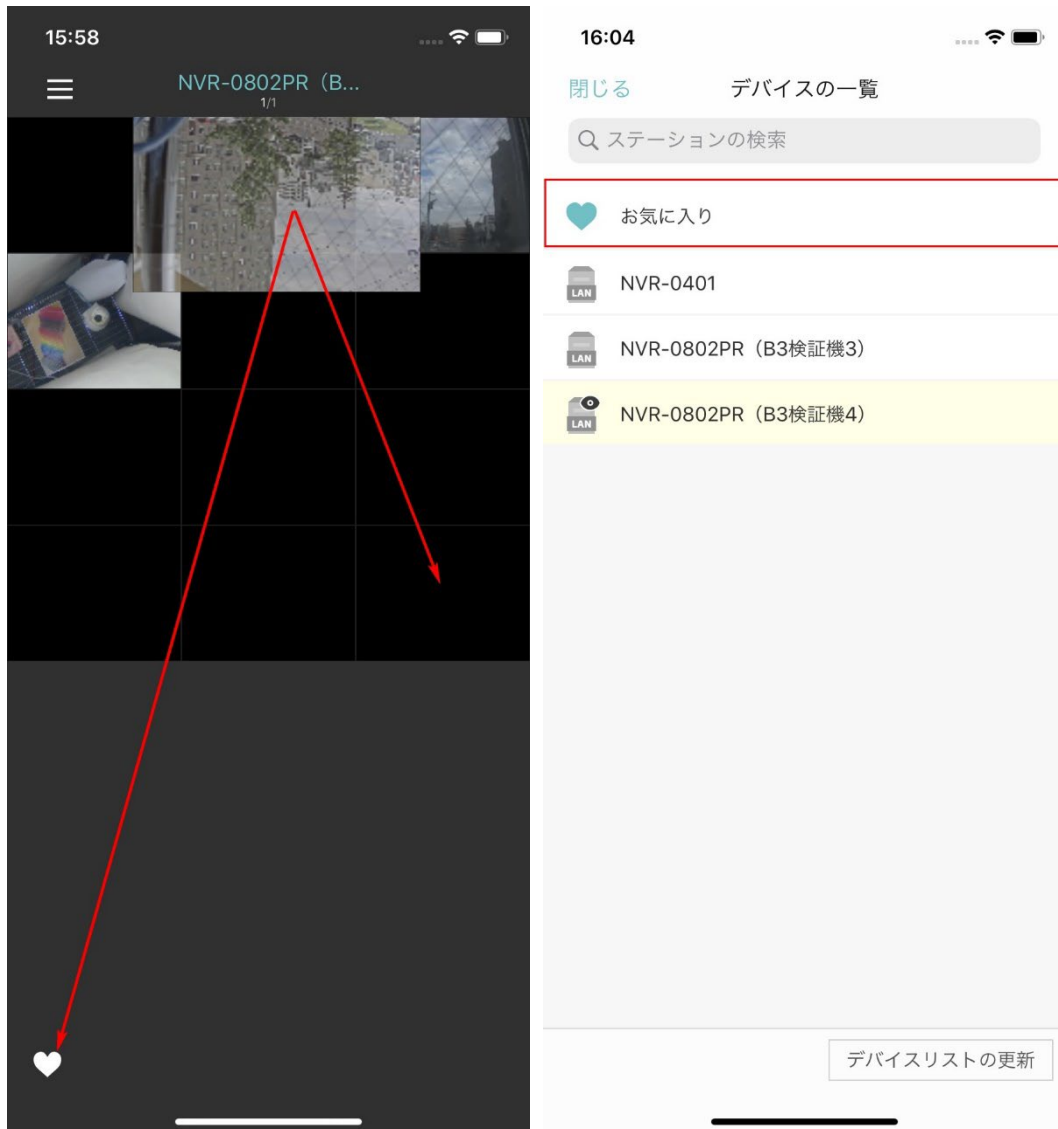 15:58
NVR-0802PR（B...
1/1
16:04
閉じる
デバイスの一覧
ステーションの検索
お気に入り
LAN
NVR-0401
LAN
NVR-0802PR（B3検証機3）
LAN
NVR-0802PR（B3検証機4）
デバイスリストの更新